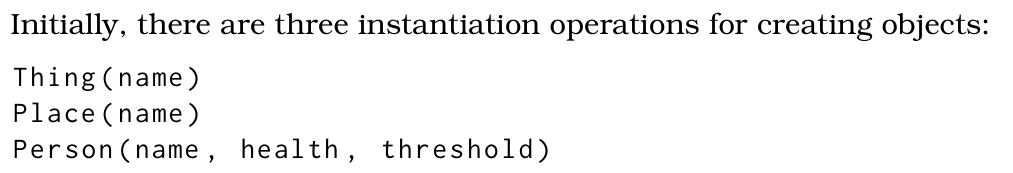 Initially, there are three instantiation operations for creating objects:
Thing(name)
Place(name)
Person(name, health, threshold)